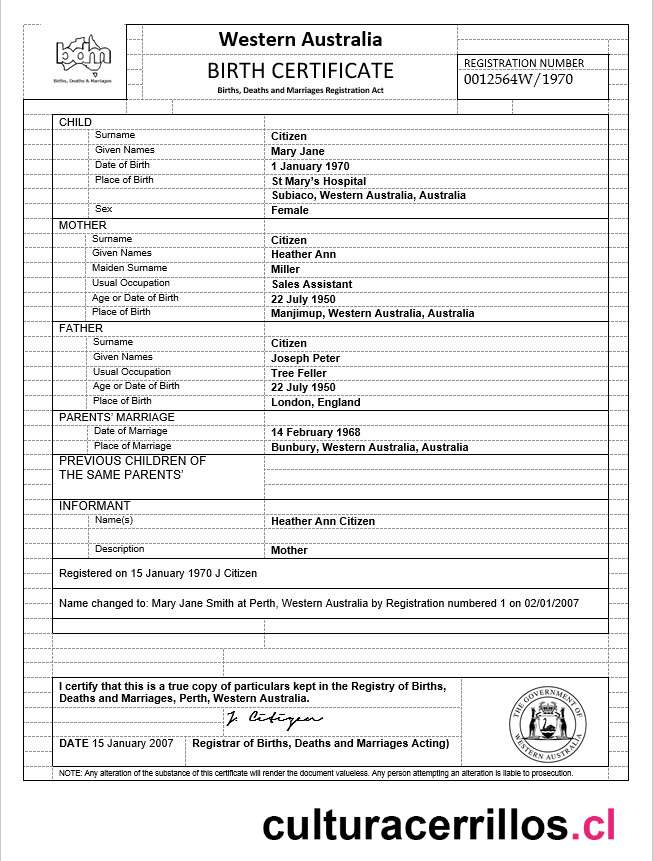 bdm
Births, Deaths & Marriages
Western Australia
BIRTH CERTIFICATE
Births, Deaths and Marriages Registration Act
REGISTRATION NUMBER
0012564W/1970
CHILD
Surname Citizen
Given Names Mary Jane
Date of Birth 1 January 1970
Place of Birth St Mary's Hospital
Subiaco, Western Australia, Australia
Sex Female
MOTHER
Surname Citizen
Given Names Heather Ann
Maiden Surname Miller
Usual Occupation Sales Assistant
Age or Date of Birth 22 July 1950
Place of Birth Manjimup, Western Australia, Australia
FATHER
Surname Citizen
Given Names Joseph Peter
Usual Occupation Tree Feller
Age or Date of Birth 22 July 1950
Place of Birth London, England
PARENTS' MARRIAGE
Date of Marriage 14 February 1968
Place of Marriage Bunbury, Western Australia, Australia
PREVIOUS CHILDREN OF
THE SAME PARENTS'
INFORMANT
Name(s) Heather Ann Citizen
Description Mother
Registered on 15 January 1970 J Citizen
Name changed to: Mary Jane Smith at Perth, Western Australia by Registration numbered 1 on 02/01/2007
I certify that this is a true copy of particulars kept in the Registry of Births,
Deaths and Marriages, Perth, Western Australia.
J. Citizen
DATE 15 January 2007 Registrar of Births, Deaths and Marriages Acting)
THE GOVERNMENT OF
WESTERN AUSTRALIA
NOTE: Any alteration of the substance of this certificate will render the document valueless. Any person attempting an alteration is liable to prosecution.
culturacerrillos.cl